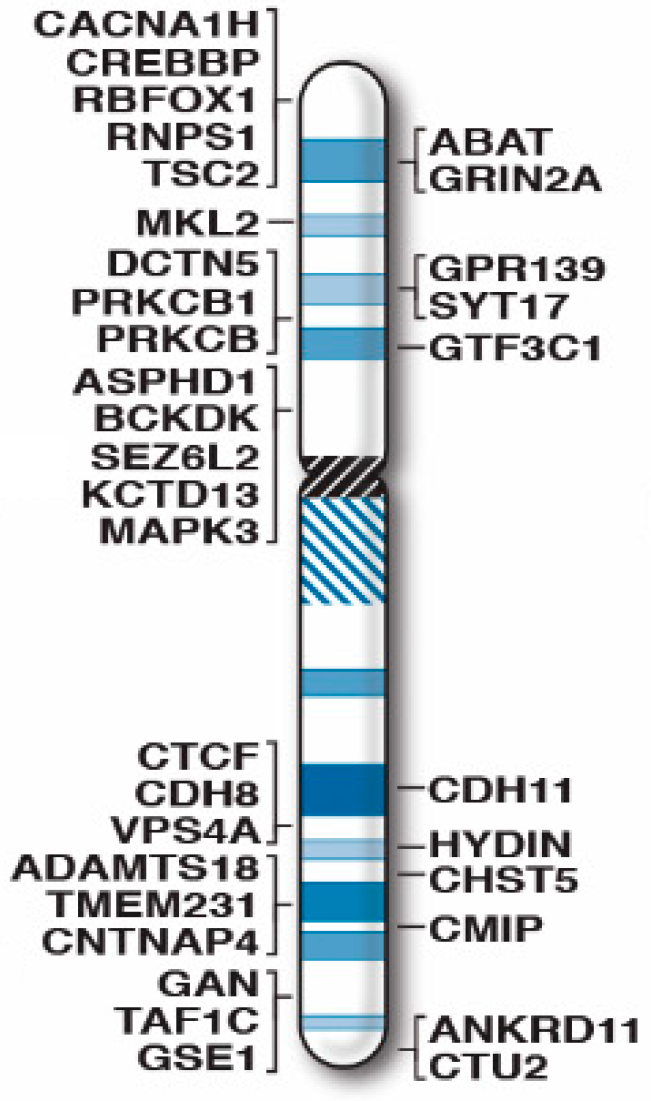 CACNA1H
CREBBP
RBFOX1
RNPS1
TSC2
MKL2
DCTN5
PRKCB1
PRKCB
ASPHD1
BCKDK
SEZ6L2
KCTD13
MAPK3
CTCF
CDH8
VPS4A
ADAMTS18
TMEM231
CNTNAP4
GAN
TAF1C
GSE1
ABAT
GRIN2A
GPR139
SYT17
GTF3C1
CDH11
HYDIN
CHST5
CMIP
ANKRD11
CTU2